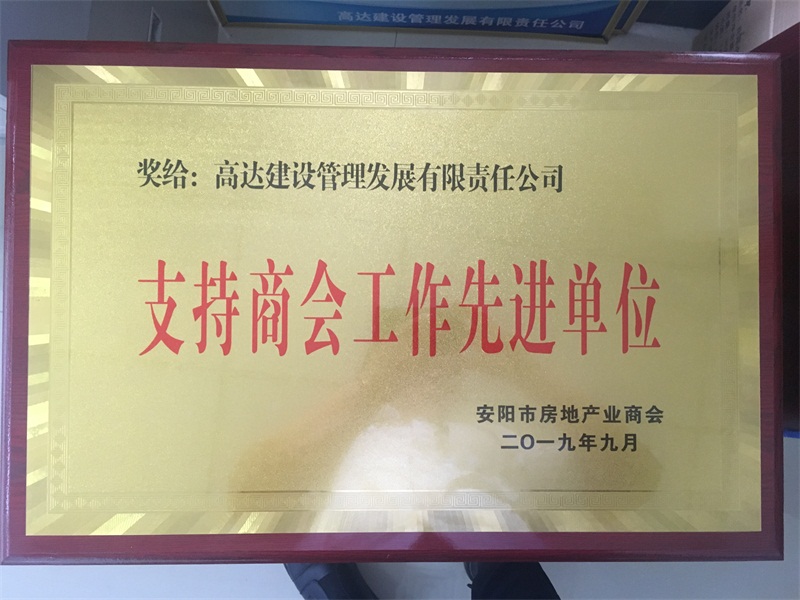 高达建设管理发展有限责任公司
奖给：高达建设管理发展有限责任公司
支持商会工作先进单位
安阳市房地产业商会
二〇一九年九月